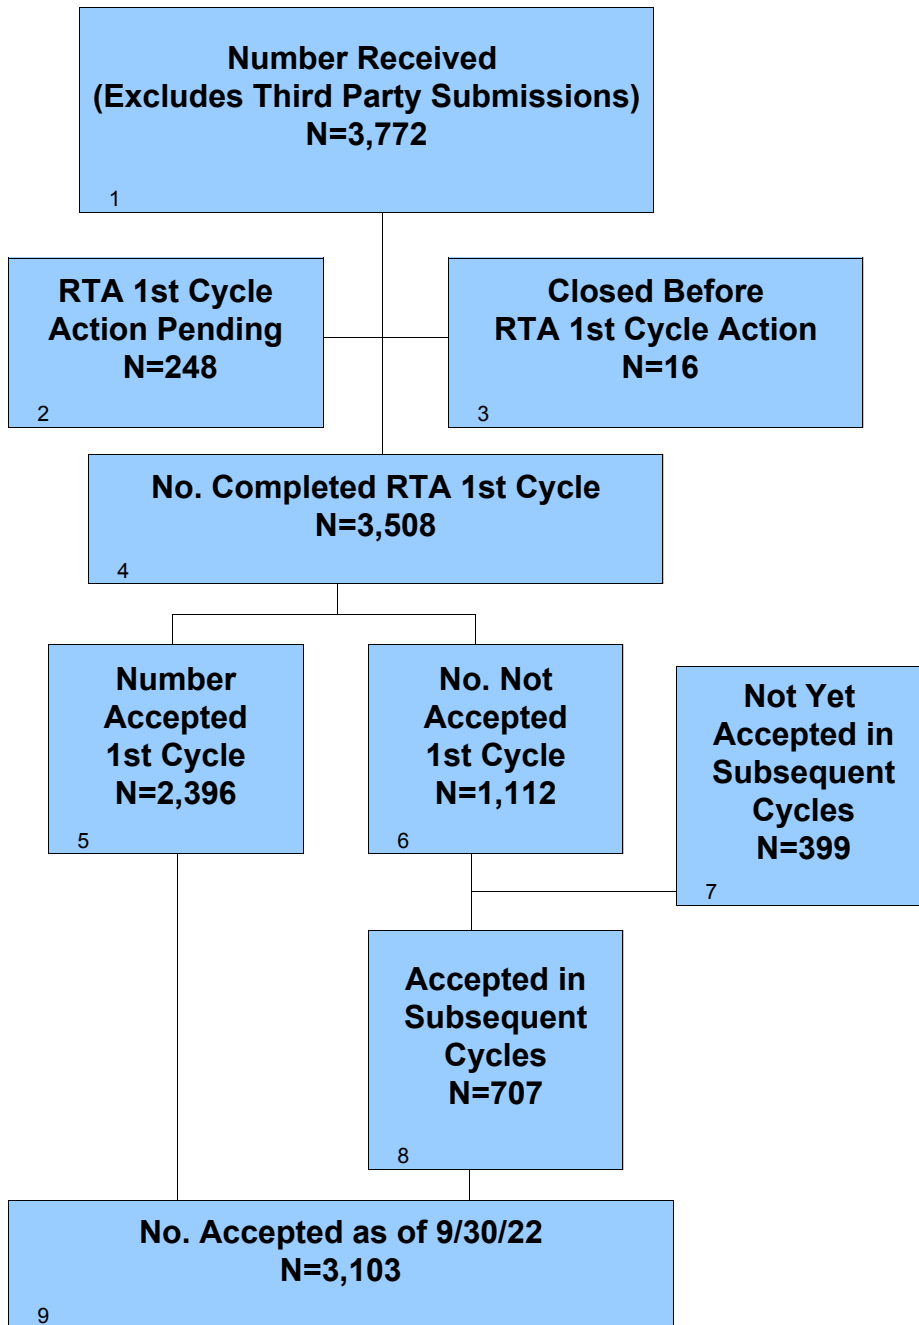 Number Received
(Excludes Third Party Submissions)
N=3,772
1
RTA 1st Cycle
Action Pending
N=248
2
Closed Before
RTA 1st Cycle Action
N=16
3
No. Completed RTA 1st Cycle
N=3,508
4
Number
Accepted
1st Cycle
N=2,396
5
No. Not
Accepted
1st Cycle
N=1,112
6
Not Yet
Accepted in
Subsequent
Cycles
N=399
7
Accepted in
Subsequent
Cycles
N=707
8
No. Accepted as of 9/30/22
N=3,103
9